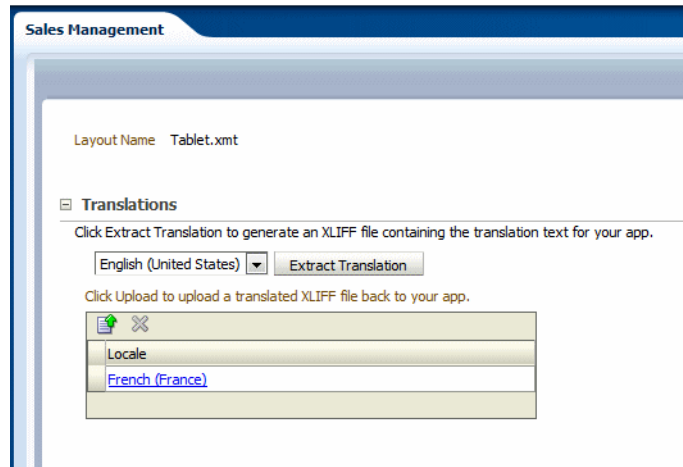 Sales Management
Layout Name Tablet.xmt
Translations
Click Extract Translation to generate an XLIFF file containing the translation text for your app.
English (United States) Extract Translation
Click Upload to upload a translated XLIFF file back to your app.
Locale
French (France)